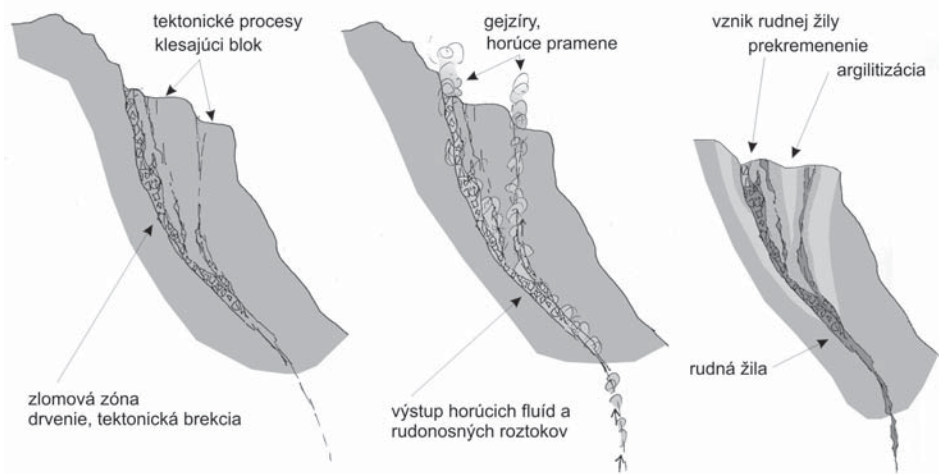 tektonické procesy
klesajúci blok
zlomová zóna
drvenie, tektonická brekcia
gejzíry,
horúce pramene
výstup horúcich fluíd a
rudonosných roztokov
vznik rudnej žily
prekremenenie
argilitizácia
rudná žila